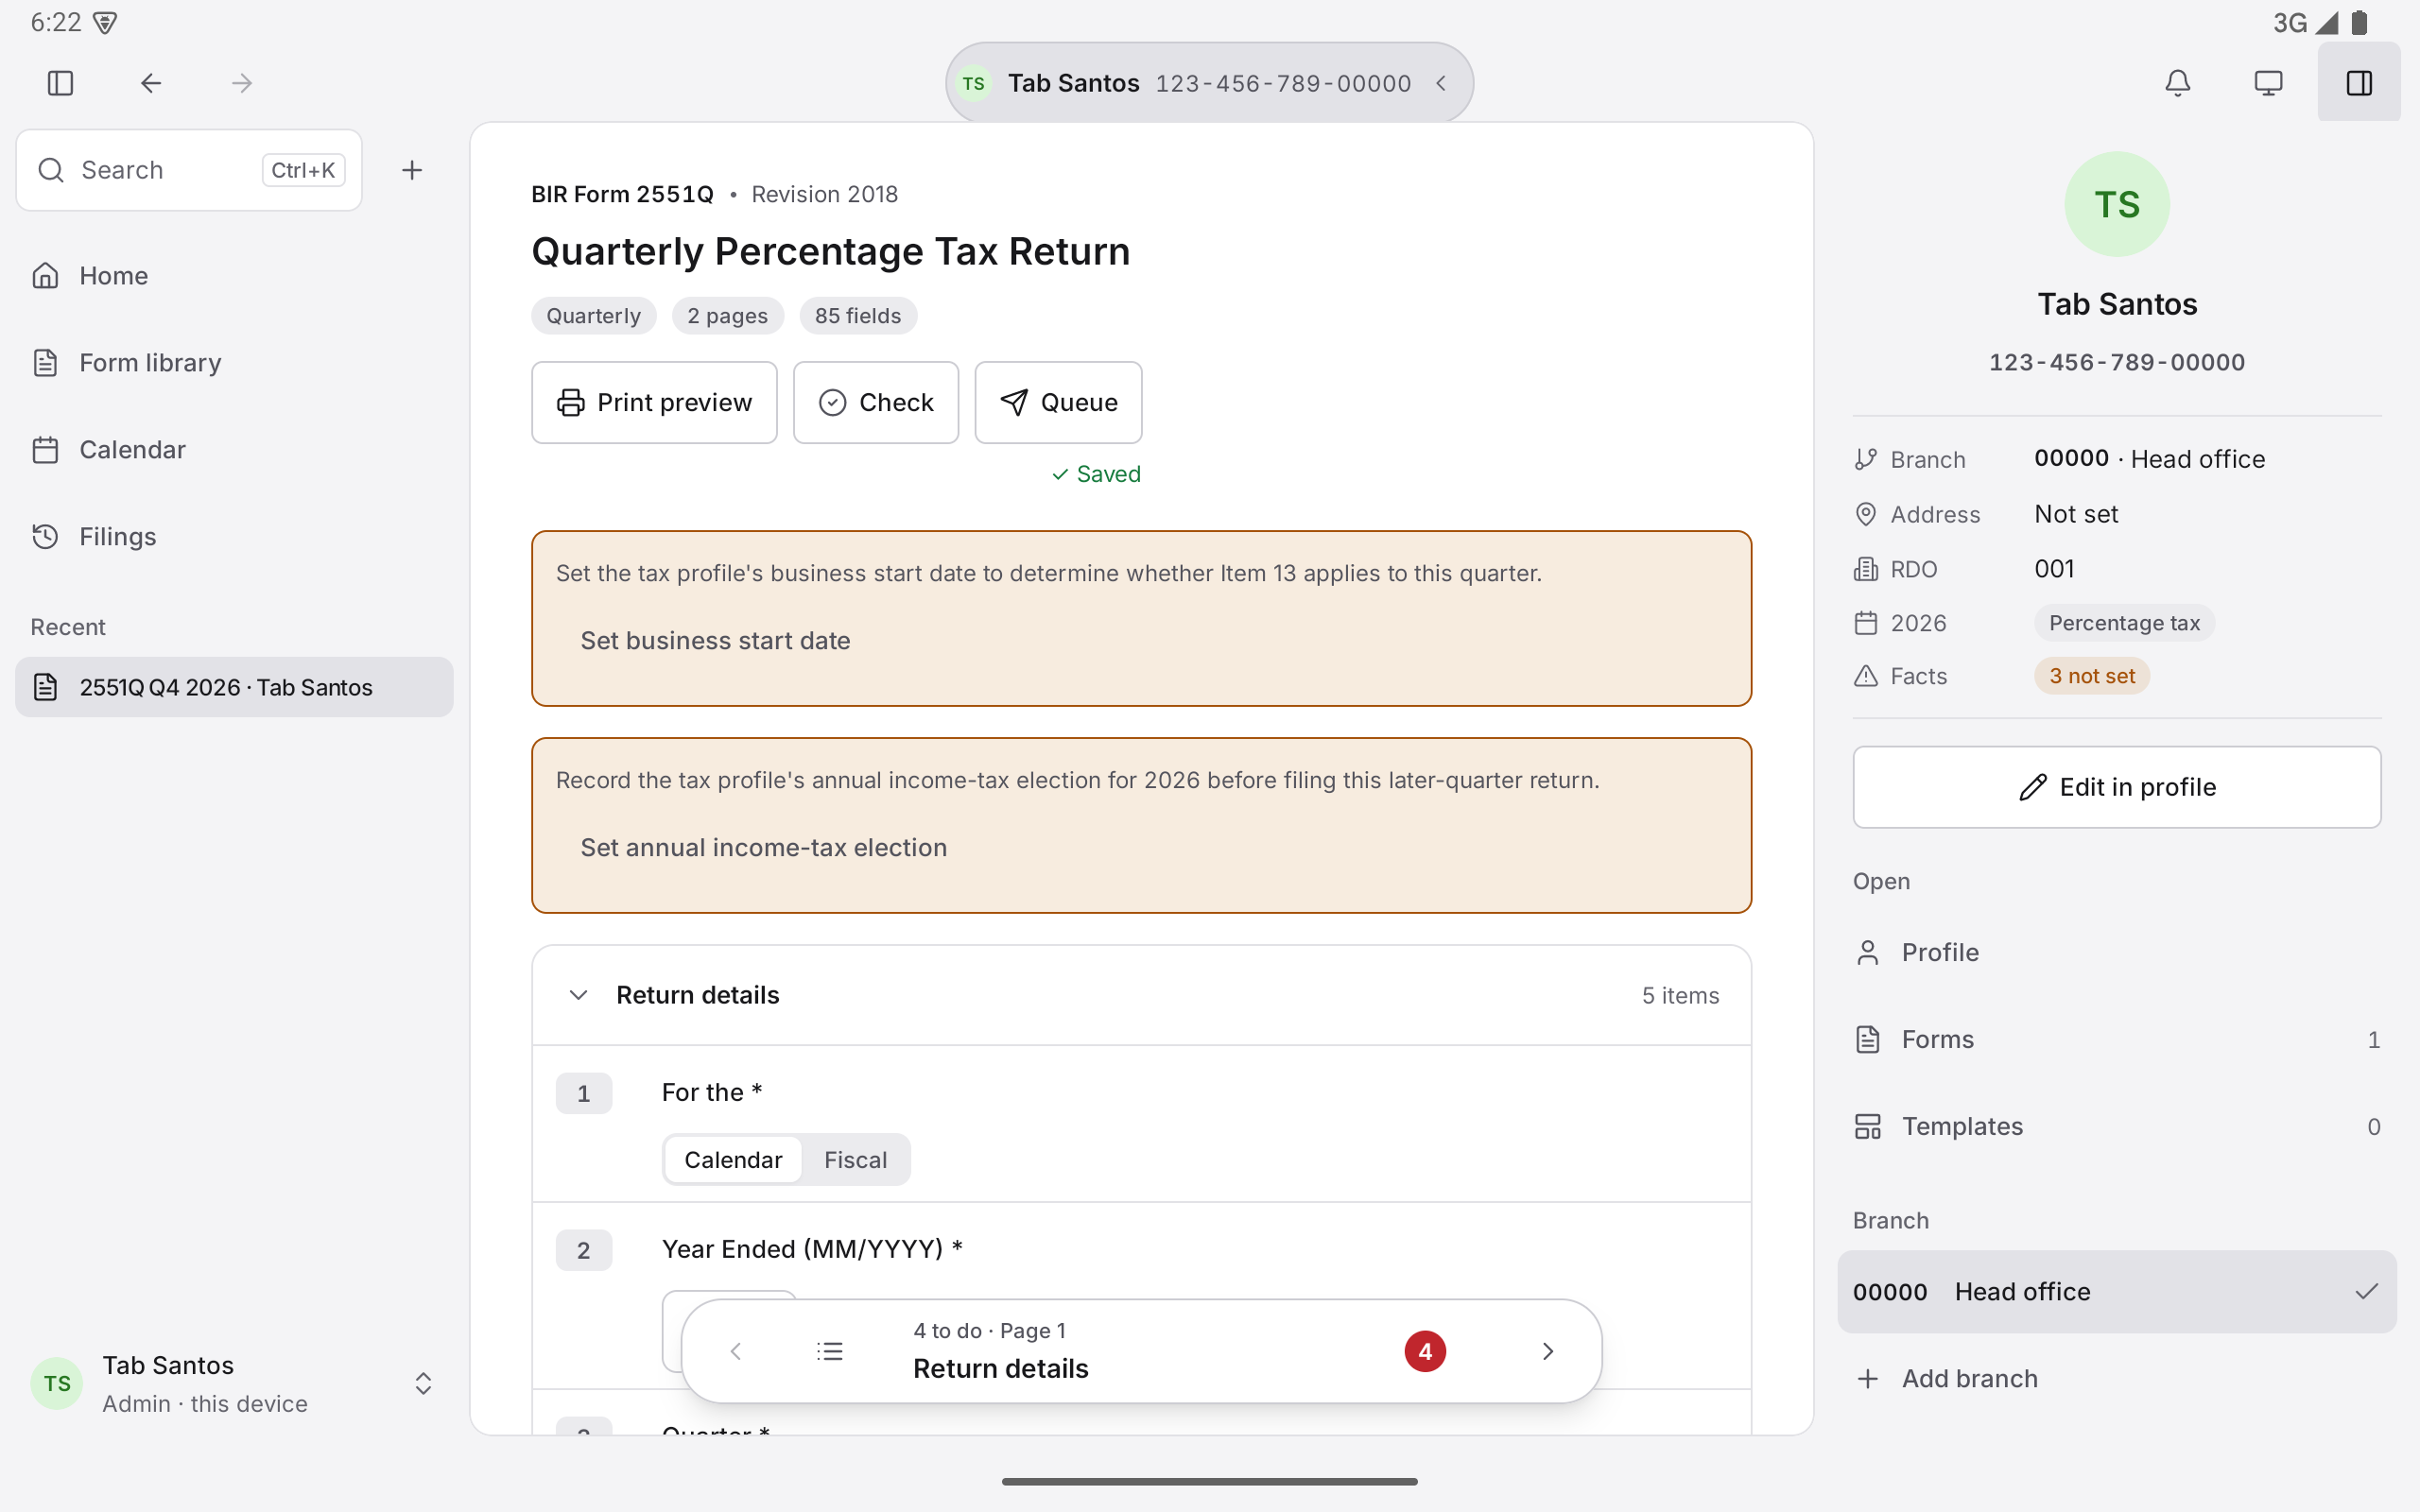 6:22
3G
TS Tab Santos 123-456-789-00000
Search Ctrl+K
Home
Form library
Calendar
Filings
Recent
2551Q Q4 2026 · Tab Santos
TS Tab Santos
Admin · this device
BIR Form 2551Q • Revision 2018
Quarterly Percentage Tax Return
Quarterly 2 pages 85 fields
Print preview Check Queue
Saved
Set the tax profile's business start date to determine whether Item 13 applies to this quarter.
Set business start date
Record the tax profile's annual income-tax election for 2026 before filing this later-quarter return.
Set annual income-tax election
Return details 5 items
1 For the *
Calendar Fiscal
2 Year Ended (MM/YYYY) *
4 to do · Page 1
Return details
4
3 Quarter *
TS
Tab Santos
123-456-789-00000
Branch 00000 · Head office
Address Not set
RDO 001
2026 Percentage tax
Facts 3 not set
Edit in profile
Open
Profile
Forms 1
Templates 0
Branch
00000 Head office
Add branch